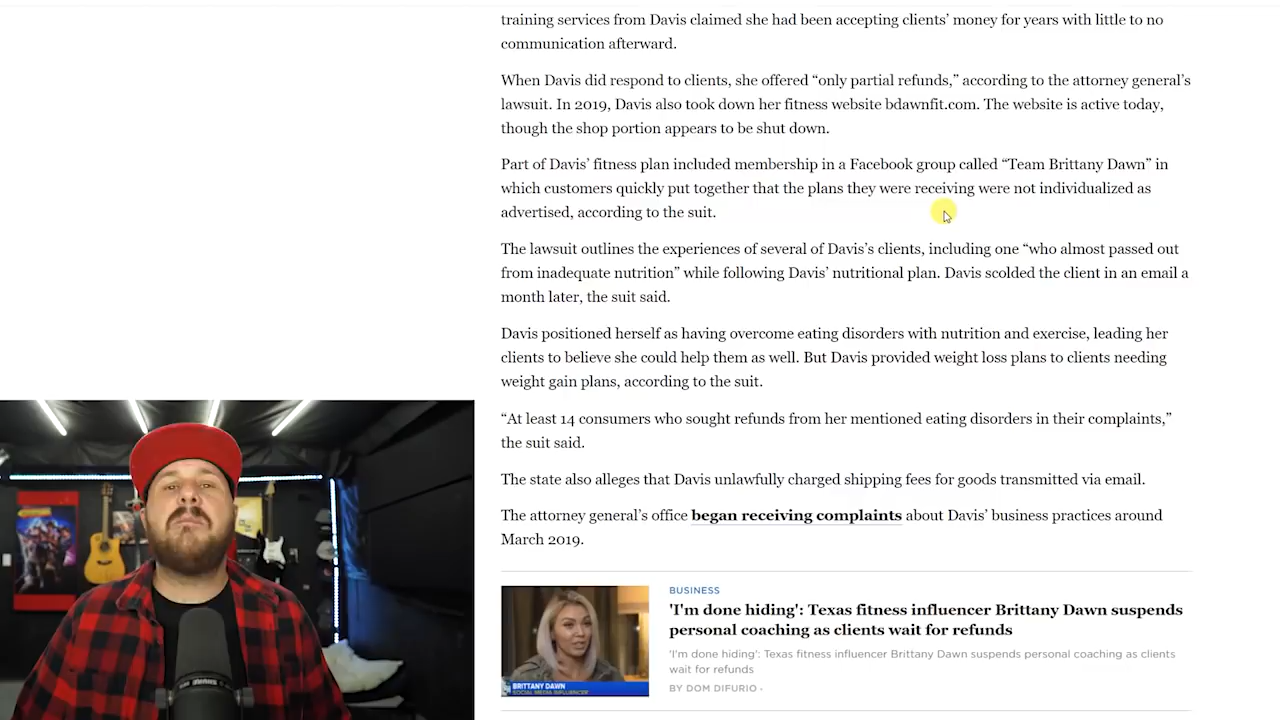 training services from Davis claimed she had been accepting clients’ money for years with little to no
communication afterward.
When Davis did respond to clients, she offered “only partial refunds,” according to the attorney general’s
lawsuit. In 2019, Davis also took down her fitness website bdawnfit.com. The website is active today,
though the shop portion appears to be shut down.
Part of Davis’ fitness plan included membership in a Facebook group called “Team Brittany Dawn” in
which customers quickly put together that the plans they were receiving were not individualized as
advertised, according to the suit.
The lawsuit outlines the experiences of several of Davis’s clients, including one “who almost passed out
from inadequate nutrition” while following Davis’ nutritional plan. Davis scolded the client in an email a
month later, the suit said.
Davis positioned herself as having overcome eating disorders with nutrition and exercise, leading her
clients to believe she could help them as well. But Davis provided weight loss plans to clients needing
weight gain plans, according to the suit.
“At least 14 consumers who sought refunds from her mentioned eating disorders in their complaints,”
the suit said.
The state also alleges that Davis unlawfully charged shipping fees for goods transmitted via email.
The attorney general’s office began receiving complaints about Davis’ business practices around
March 2019.
BUSINESS
'I'm done hiding': Texas fitness influencer Brittany Dawn suspends
personal coaching as clients wait for refunds
'I'm done hiding': Texas fitness influencer Brittany Dawn suspends personal coaching as clients
wait for refunds
BY DOM DIFURIO -
BRITTANY DAWN
SOCIAL MEDIA INFLUENCER